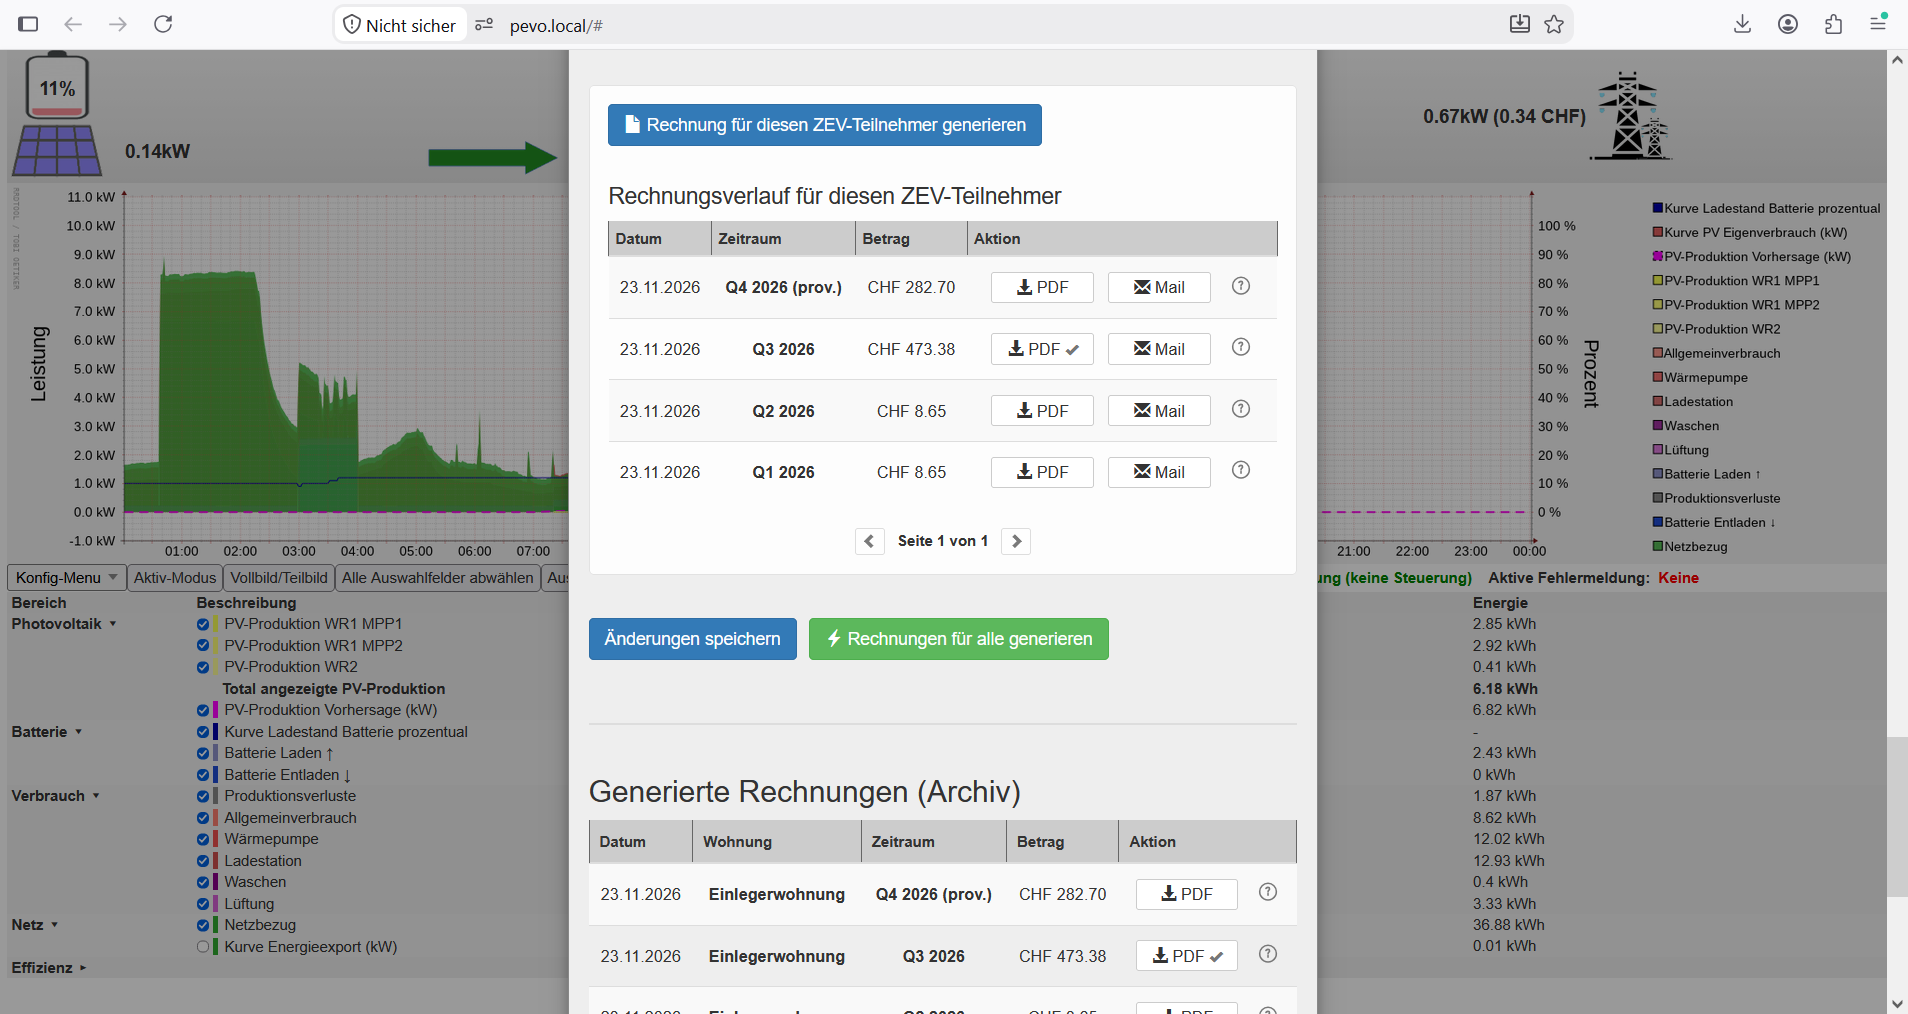 Nicht sicher pevo.local/#
11%
0.14kW
0.67kW (0.34 CHF)
Rechnung für diesen ZEV-Teilnehmer generieren
Rechnungsverlauf für diesen ZEV-Teilnehmer
Datum Zeitraum Betrag Aktion
23.11.2026 Q4 2026 (prov.) CHF 282.70 PDF Mail ?
23.11.2026 Q3 2026 CHF 473.38 PDF ✔ Mail ?
23.11.2026 Q2 2026 CHF 8.65 PDF Mail ?
23.11.2026 Q1 2026 CHF 8.65 PDF Mail ?
Seite 1 von 1
Änderungen speichern Rechnungen für alle generieren
Generierte Rechnungen (Archiv)
Datum Wohnung Zeitraum Betrag Aktion
23.11.2026 Einlegerwohnung Q4 2026 (prov.) CHF 282.70 PDF ?
23.11.2026 Einlegerwohnung Q3 2026 CHF 473.38 PDF ✔ ?
RRDTOOL / TOBI OETIKER
Leistung
11.0 kW
10.0 kW
9.0 kW
8.0 kW
7.0 kW
6.0 kW
5.0 kW
4.0 kW
3.0 kW
2.0 kW
1.0 kW
0.0 kW
-1.0 kW
01:00 02:00 03:00 04:00 05:00 06:00 07:00
21:00 22:00 23:00 00:00
100 %
90 %
80 %
70 %
60 %
50 %
40 %
30 %
20 %
10 %
0 %
Prozent
Kurve Ladestand Batterie prozentual
Kurve PV Eigenverbrauch (kW)
PV-Produktion Vorhersage (kW)
PV-Produktion WR1 MPP1
PV-Produktion WR1 MPP2
PV-Produktion WR2
Allgemeinverbrauch
Wärmepumpe
Ladestation
Waschen
Lüftung
Batterie Laden ↑
Produktionsverluste
Batterie Entladen ↓
Netzbezug
Konfig-Menu Aktiv-Modus Vollbild/Teilbild Alle Auswahlfelder abwählen
(keine Steuerung) Aktive Fehlermeldung: Keine
Bereich Beschreibung Energie
Photovoltaik PV-Produktion WR1 MPP1 2.85 kWh
PV-Produktion WR1 MPP2 2.92 kWh
PV-Produktion WR2 0.41 kWh
Total angezeigte PV-Produktion 6.18 kWh
PV-Produktion Vorhersage (kW) 6.82 kWh
Batterie Kurve Ladestand Batterie prozentual -
Batterie Laden ↑ 2.43 kWh
Batterie Entladen ↓ 0 kWh
Verbrauch Produktionsverluste 1.87 kWh
Allgemeinverbrauch 8.62 kWh
Wärmepumpe 12.02 kWh
Ladestation 12.93 kWh
Waschen 0.4 kWh
Lüftung 3.33 kWh
Netz Netzbezug 36.88 kWh
Kurve Energieexport (kW) 0.01 kWh
Effizienz